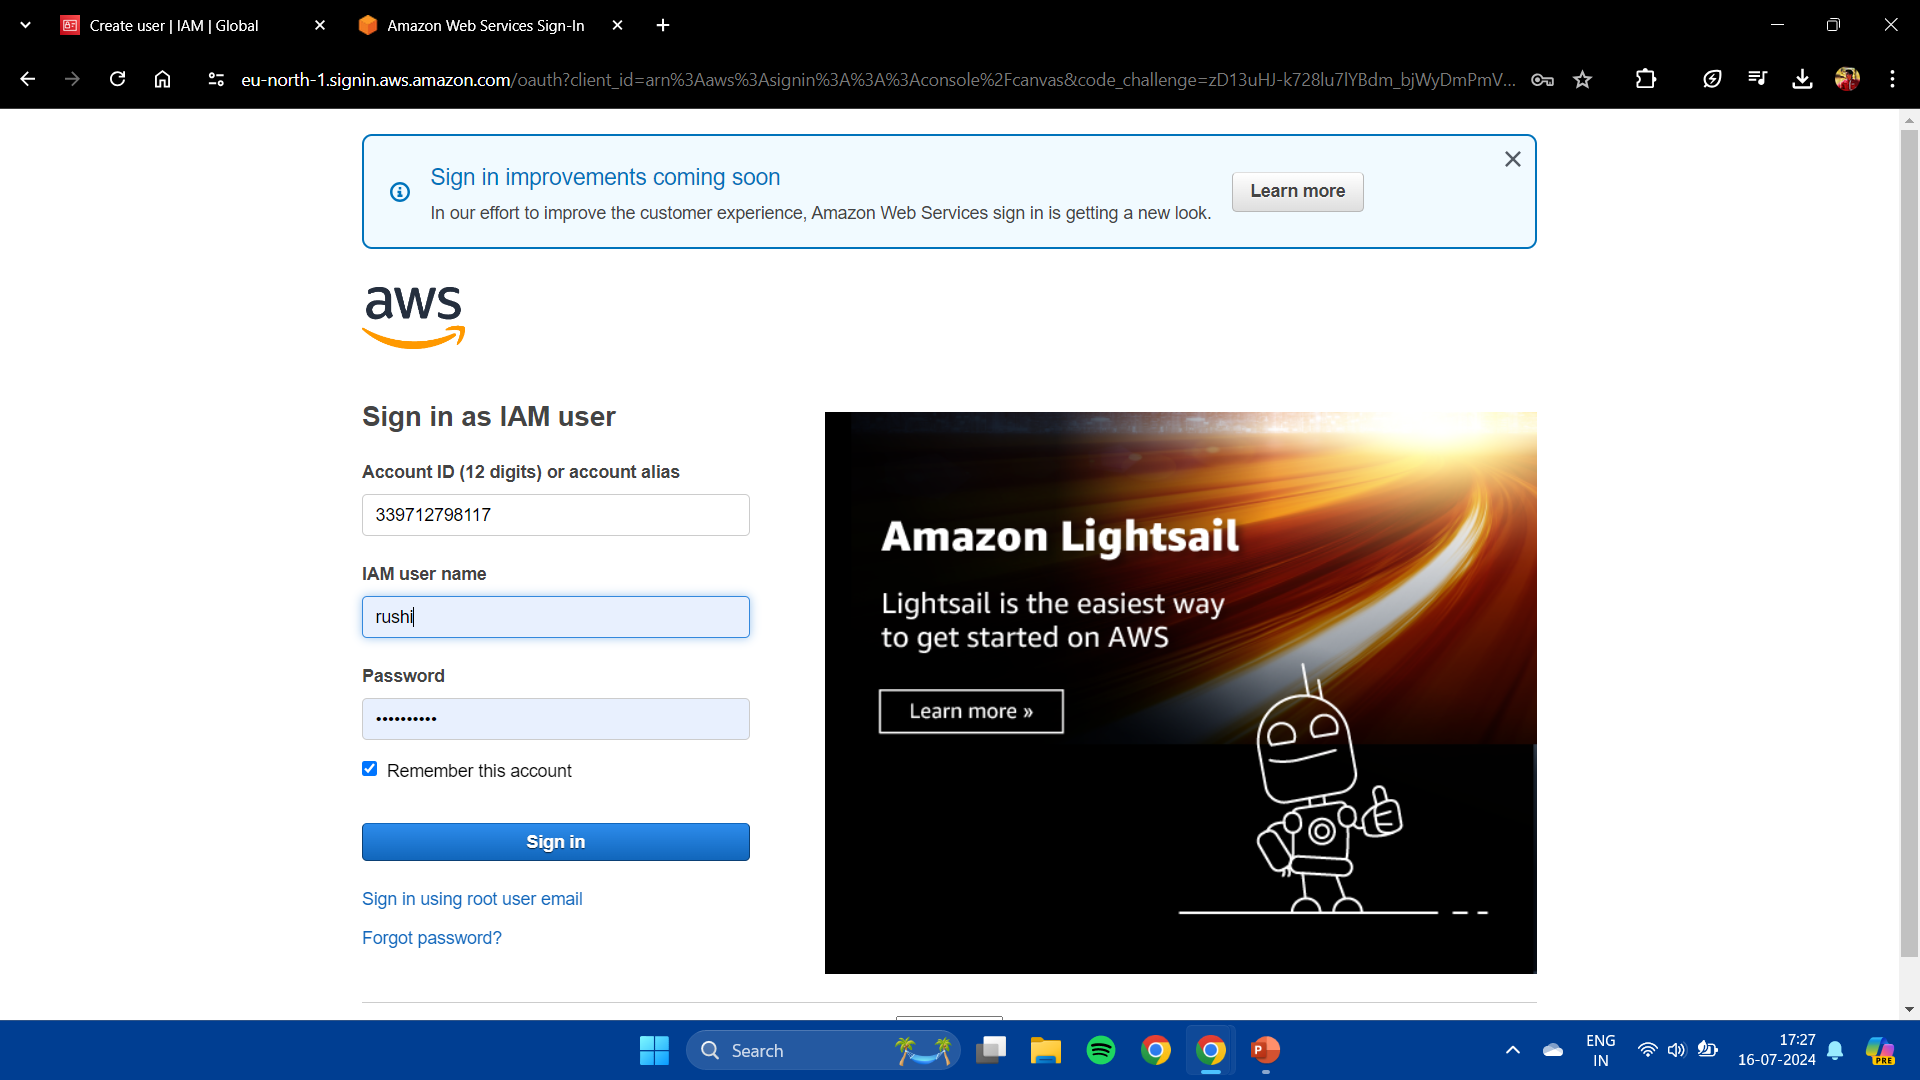 Create user | IAM | Global
Amazon Web Services Sign-In
eu-north-1.signin.aws.amazon.com/oauth?client_id=arn%3Aaws%3Asignin%3A%3A%3Aconsole%2Fcanvas&code_challenge=zD13uHJ-k728lu7lYBdm_bjWyDmPmV...
Sign in improvements coming soon
In our effort to improve the customer experience, Amazon Web Services sign in is getting a new look.
Learn more
aws
Sign in as IAM user
Account ID (12 digits) or account alias
339712798117
IAM user name
rushi
Password
••••••••••
Remember this account
Sign in
Sign in using root user email
Forgot password?
Amazon Lightsail
Lightsail is the easiest way
to get started on AWS
Learn more »
Search
P
ENG
IN
17:27
16-07-2024
PRE